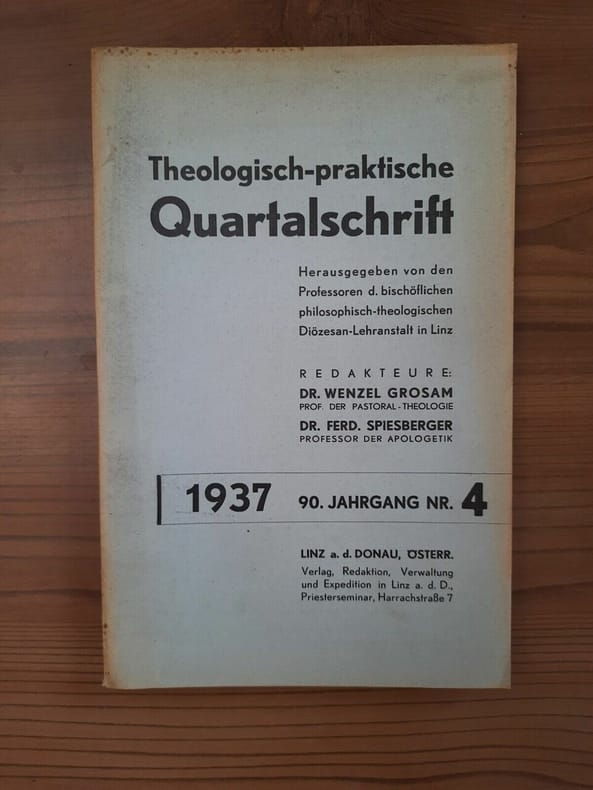 Theologisch-praktische
Quartalschrift
Herausgegeben von den
Professoren d. bischöflichen
philosophisch-theologischen
Diözesan-Lehranstalt in Linz
REDAKTEURE:
DR. WENZEL GROSAM
PROF. DER PASTORAL-THEOLOGIE
DR. FERD. SPIESBERGER
PROFESSOR DER APOLOGETIK
1937 90. JAHRGANG NR. 4
LINZ a. d. DONAU, ÖSTERR.
Verlag, Redaktion, Verwaltung
und Expedition in Linz a. d. D.,
Priesterseminar, Harrachstraße 7